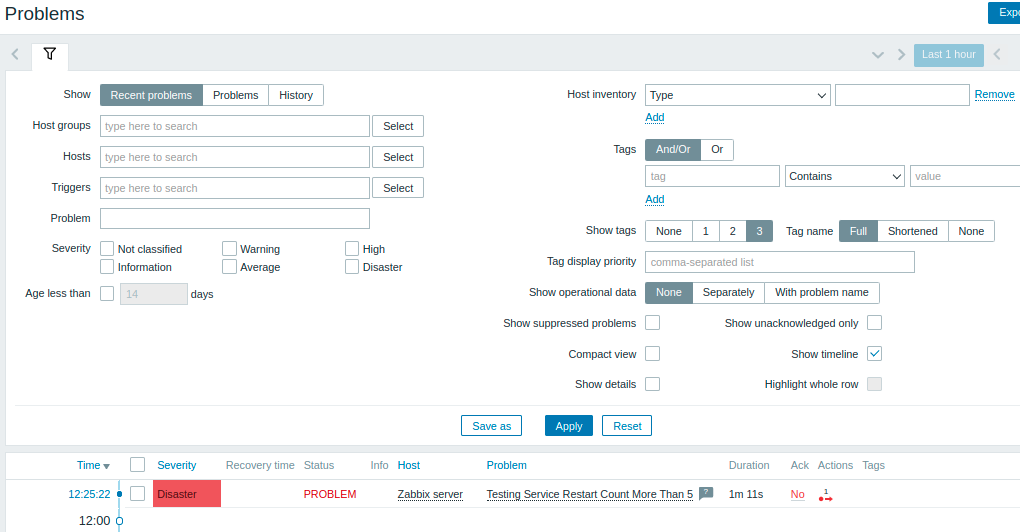 Problems
Expo
Last 1 hour
Show Recent problems Problems History
Host groups type here to search Select
Hosts type here to search Select
Triggers type here to search Select
Problem
Severity Not classified Warning High
Information Average Disaster
Age less than 14 days
Host inventory Type Remove
Add
Tags And/Or Or
tag Contains value
Add
Show tags None 1 2 3 Tag name Full Shortened None
Tag display priority comma-separated list
Show operational data None Separately With problem name
Show suppressed problems Show unacknowledged only
Compact view Show timeline
Show details Highlight whole row
Save as Apply Reset
Time Severity Recovery time Status Info Host Problem Duration Ack Actions Tags
12:25:22 Disaster PROBLEM Zabbix server Testing Service Restart Count More Than 5 ? 1m 11s No 1
12:00